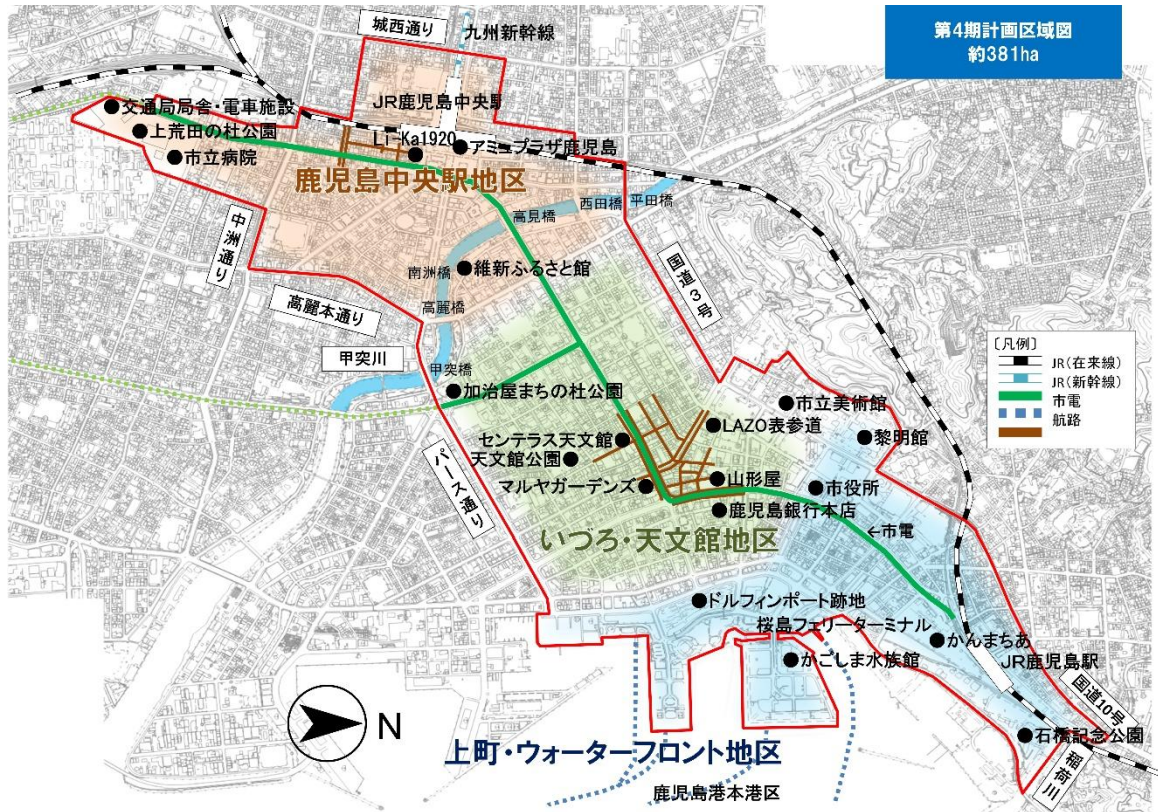 第4期計画区域図
約381ha
城西通り
九州新幹線
JR鹿児島中央駅
交通局局舎・電車施設
上荒田の杜公園
市立病院
Li-Ka1920
アミュプラザ鹿児島
鹿児島中央駅地区
中洲通り
高見橋
西田橋
平田橋
南洲橋
維新ふるさと館
国道3号
高麗本通り
高麗橋
甲突川
甲突橋
加治屋まちの杜公園
〔凡例〕
JR(在来線)
JR(新幹線)
市電
航路
市立美術館
LAZO表参道
黎明館
センテラス天文館
天文館公園
マルヤガーデンズ
山形屋
市役所
鹿児島銀行本店
パース通り
いづろ・天文館地区
←市電
ドルフィンポート跡地
桜島フェリーターミナル
かんまちあ
かごしま水族館
JR鹿児島駅
国道10号
石橋記念公園
稲荷川
N
上町・ウォーターフロント地区
鹿児島港本港区